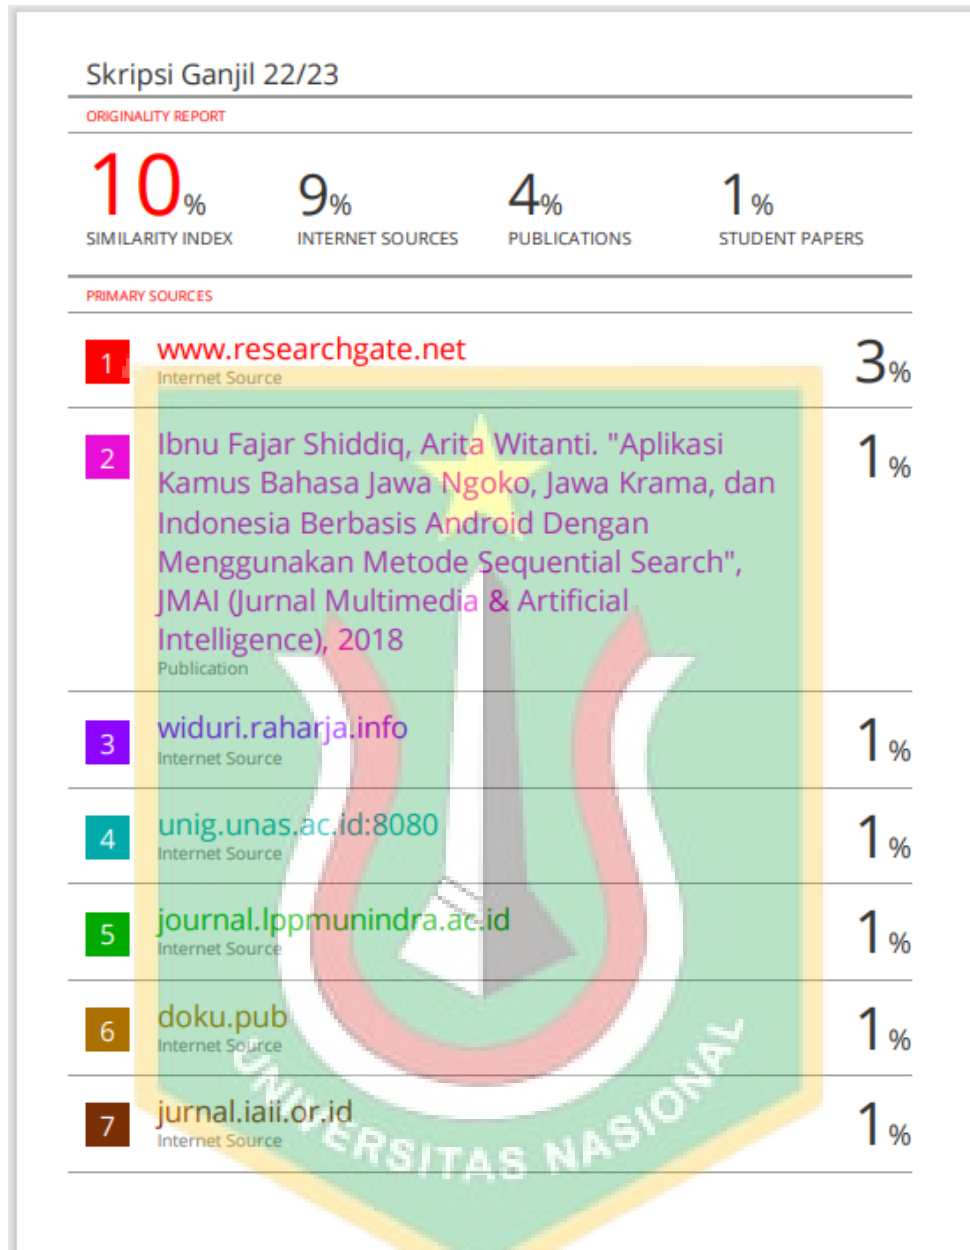 Skripsi Ganjil 22/23
ORIGINALITY REPORT
10%
SIMILARITY INDEX
9%
INTERNET SOURCES
4%
PUBLICATIONS
1%
STUDENT PAPERS
PRIMARY SOURCES
1
www.researchgate.net
Internet Source
3%
2
Ibnu Fajar Shiddiq, Arita Witanti. "Aplikasi
Kamus Bahasa Jawa Ngoko, Jawa Krama, dan
Indonesia Berbasis Android Dengan
Menggunakan Metode Sequential Search",
JMAI (Jurnal Multimedia & Artificial
Intelligence), 2018
Publication
1%
3
widuri.raharja.info
Internet Source
1%
4
unig.unas.ac.id:8080
Internet Source
1%
5
journal.lppmunindra.ac.id
Internet Source
1%
6
doku.pub
Internet Source
1%
7
jurnal.iaii.or.id
Internet Source
1%
UNIVERSITAS NASIONAL